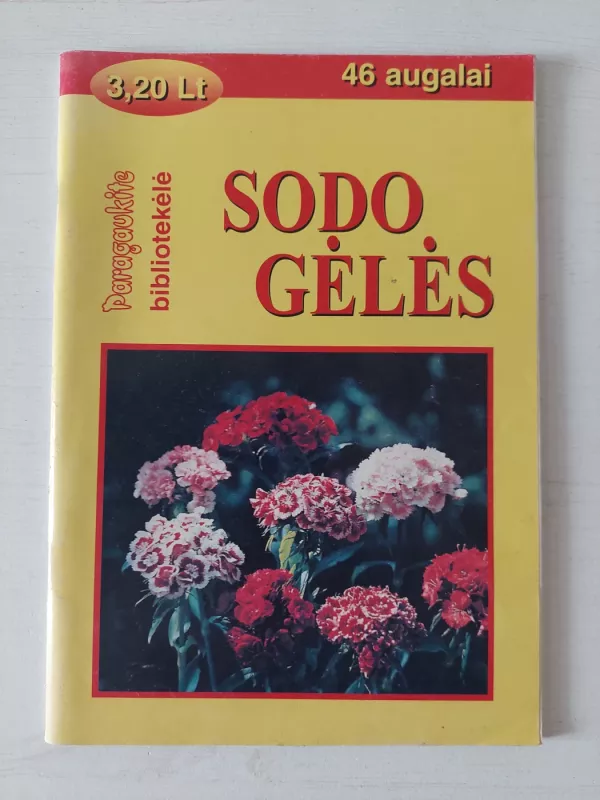 3,20 Lt
46 augalai
Paragaukite
bibliotekėlė
SODO
GĖLĖS